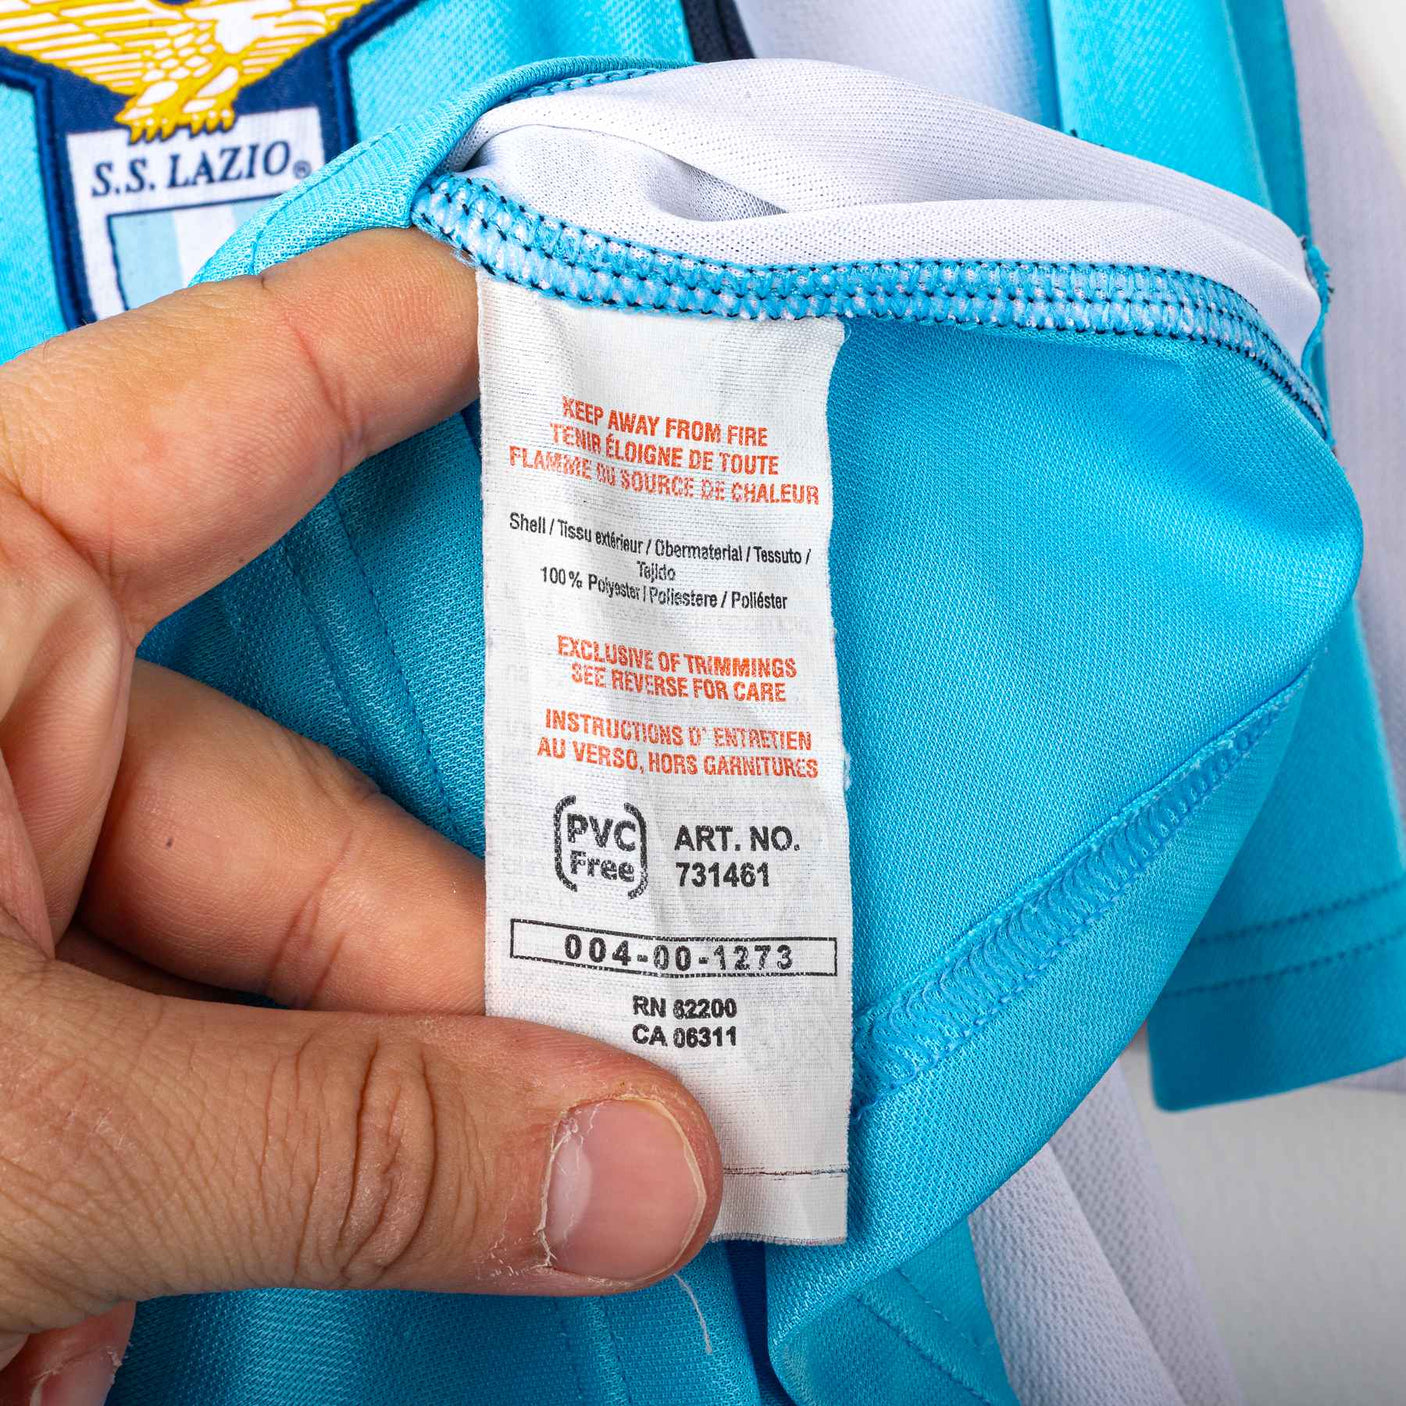 S.S. LAZIO®
KEEP AWAY FROM FIRE
TENIR ÉLOIGNE DE TOUTE
FLAMME OU SOURCE DE CHALEUR
Shell / Tissu extérieur / Obermaterial / Tessuto /
Tejido
100% Polyester / Poliestere / Poliéster
EXCLUSIVE OF TRIMMINGS
SEE REVERSE FOR CARE
INSTRUCTIONS D' ENTRETIEN
AU VERSO, HORS GARNITURES
PVC
Free
ART. NO.
731461
004-00-1273
RN 62200
CA 06311